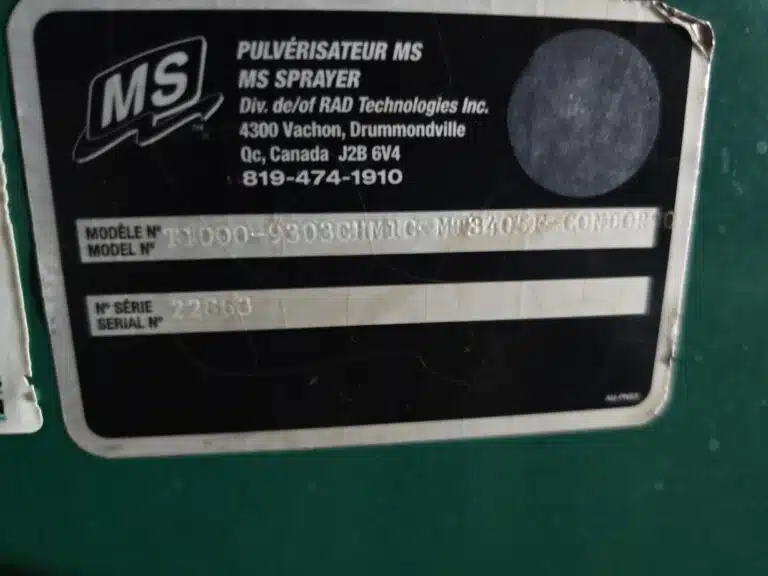 MS
PULVÉRISATEUR MS
MS SPRAYER
Div. de/of RAD Technologies Inc.
4300 Vachon, Drummondville
Qc, Canada J2B 6V4
819-474-1910
MODÈLE Nº
MODEL Nº
Nº SÉRIE
SERIAL Nº